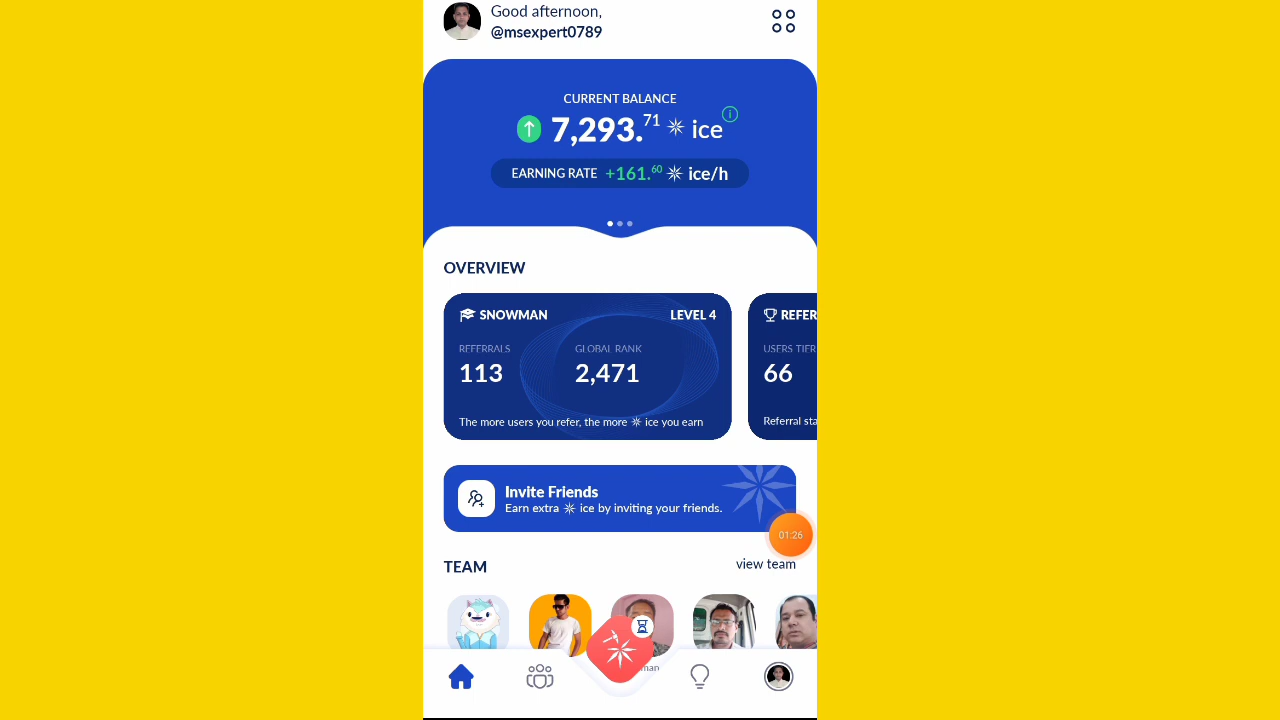 Good afternoon,
@msexpert0789
CURRENT BALANCE
7,293.71 ice
EARNING RATE +161.60 ice/h
OVERVIEW
SNOWMAN LEVEL 4
REFERRALS GLOBAL RANK
113 2,471
The more users you refer, the more ice you earn
REFER
USERS TIER
66
Referral sta
Invite Friends
Earn extra ice by inviting your friends.
01:26
TEAM view team